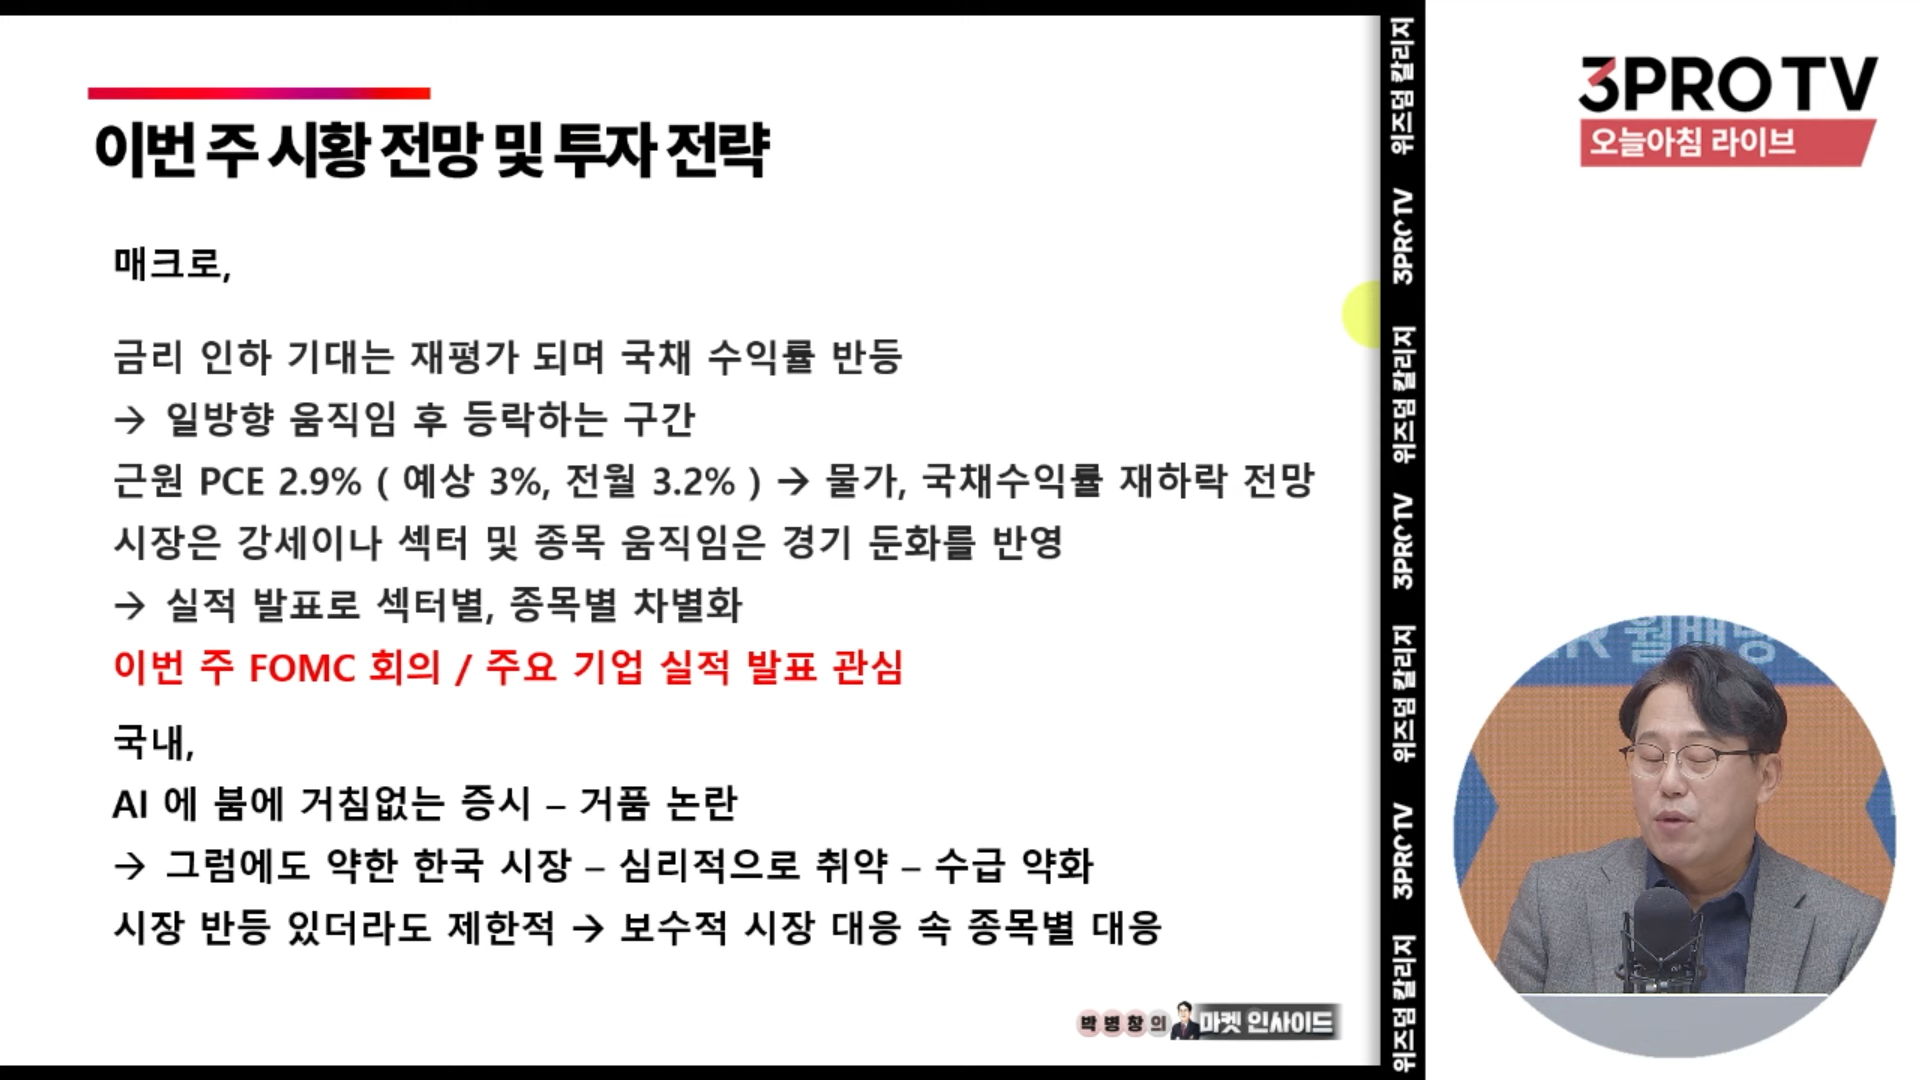 이번 주 시황 전망 및 투자 전략
매크로,
금리 인하 기대는 재평가 되며 국채 수익률 반등
→ 일방향 움직임 후 등락하는 구간
근원 PCE 2.9% ( 예상 3%, 전월 3.2% ) → 물가, 국채수익률 재하락 전망
시장은 강세이나 섹터 및 종목 움직임은 경기 둔화를 반영
→ 실적 발표로 섹터별, 종목별 차별화
이번 주 FOMC 회의 / 주요 기업 실적 발표 관심
국내,
AI 에 붐에 거침없는 증시 – 거품 논란
→ 그럼에도 약한 한국 시장 – 심리적으로 취약 – 수급 약화
시장 반등 있더라도 제한적 → 보수적 시장 대응 속 종목별 대응
박병창의 마켓 인사이드
위즈덤 칼리지
3PROTV
위즈덤 칼리지
3PROTV
위즈덤 칼리지
3PROTV
위즈덤 칼리지
3PROTV
오늘아침 라이브